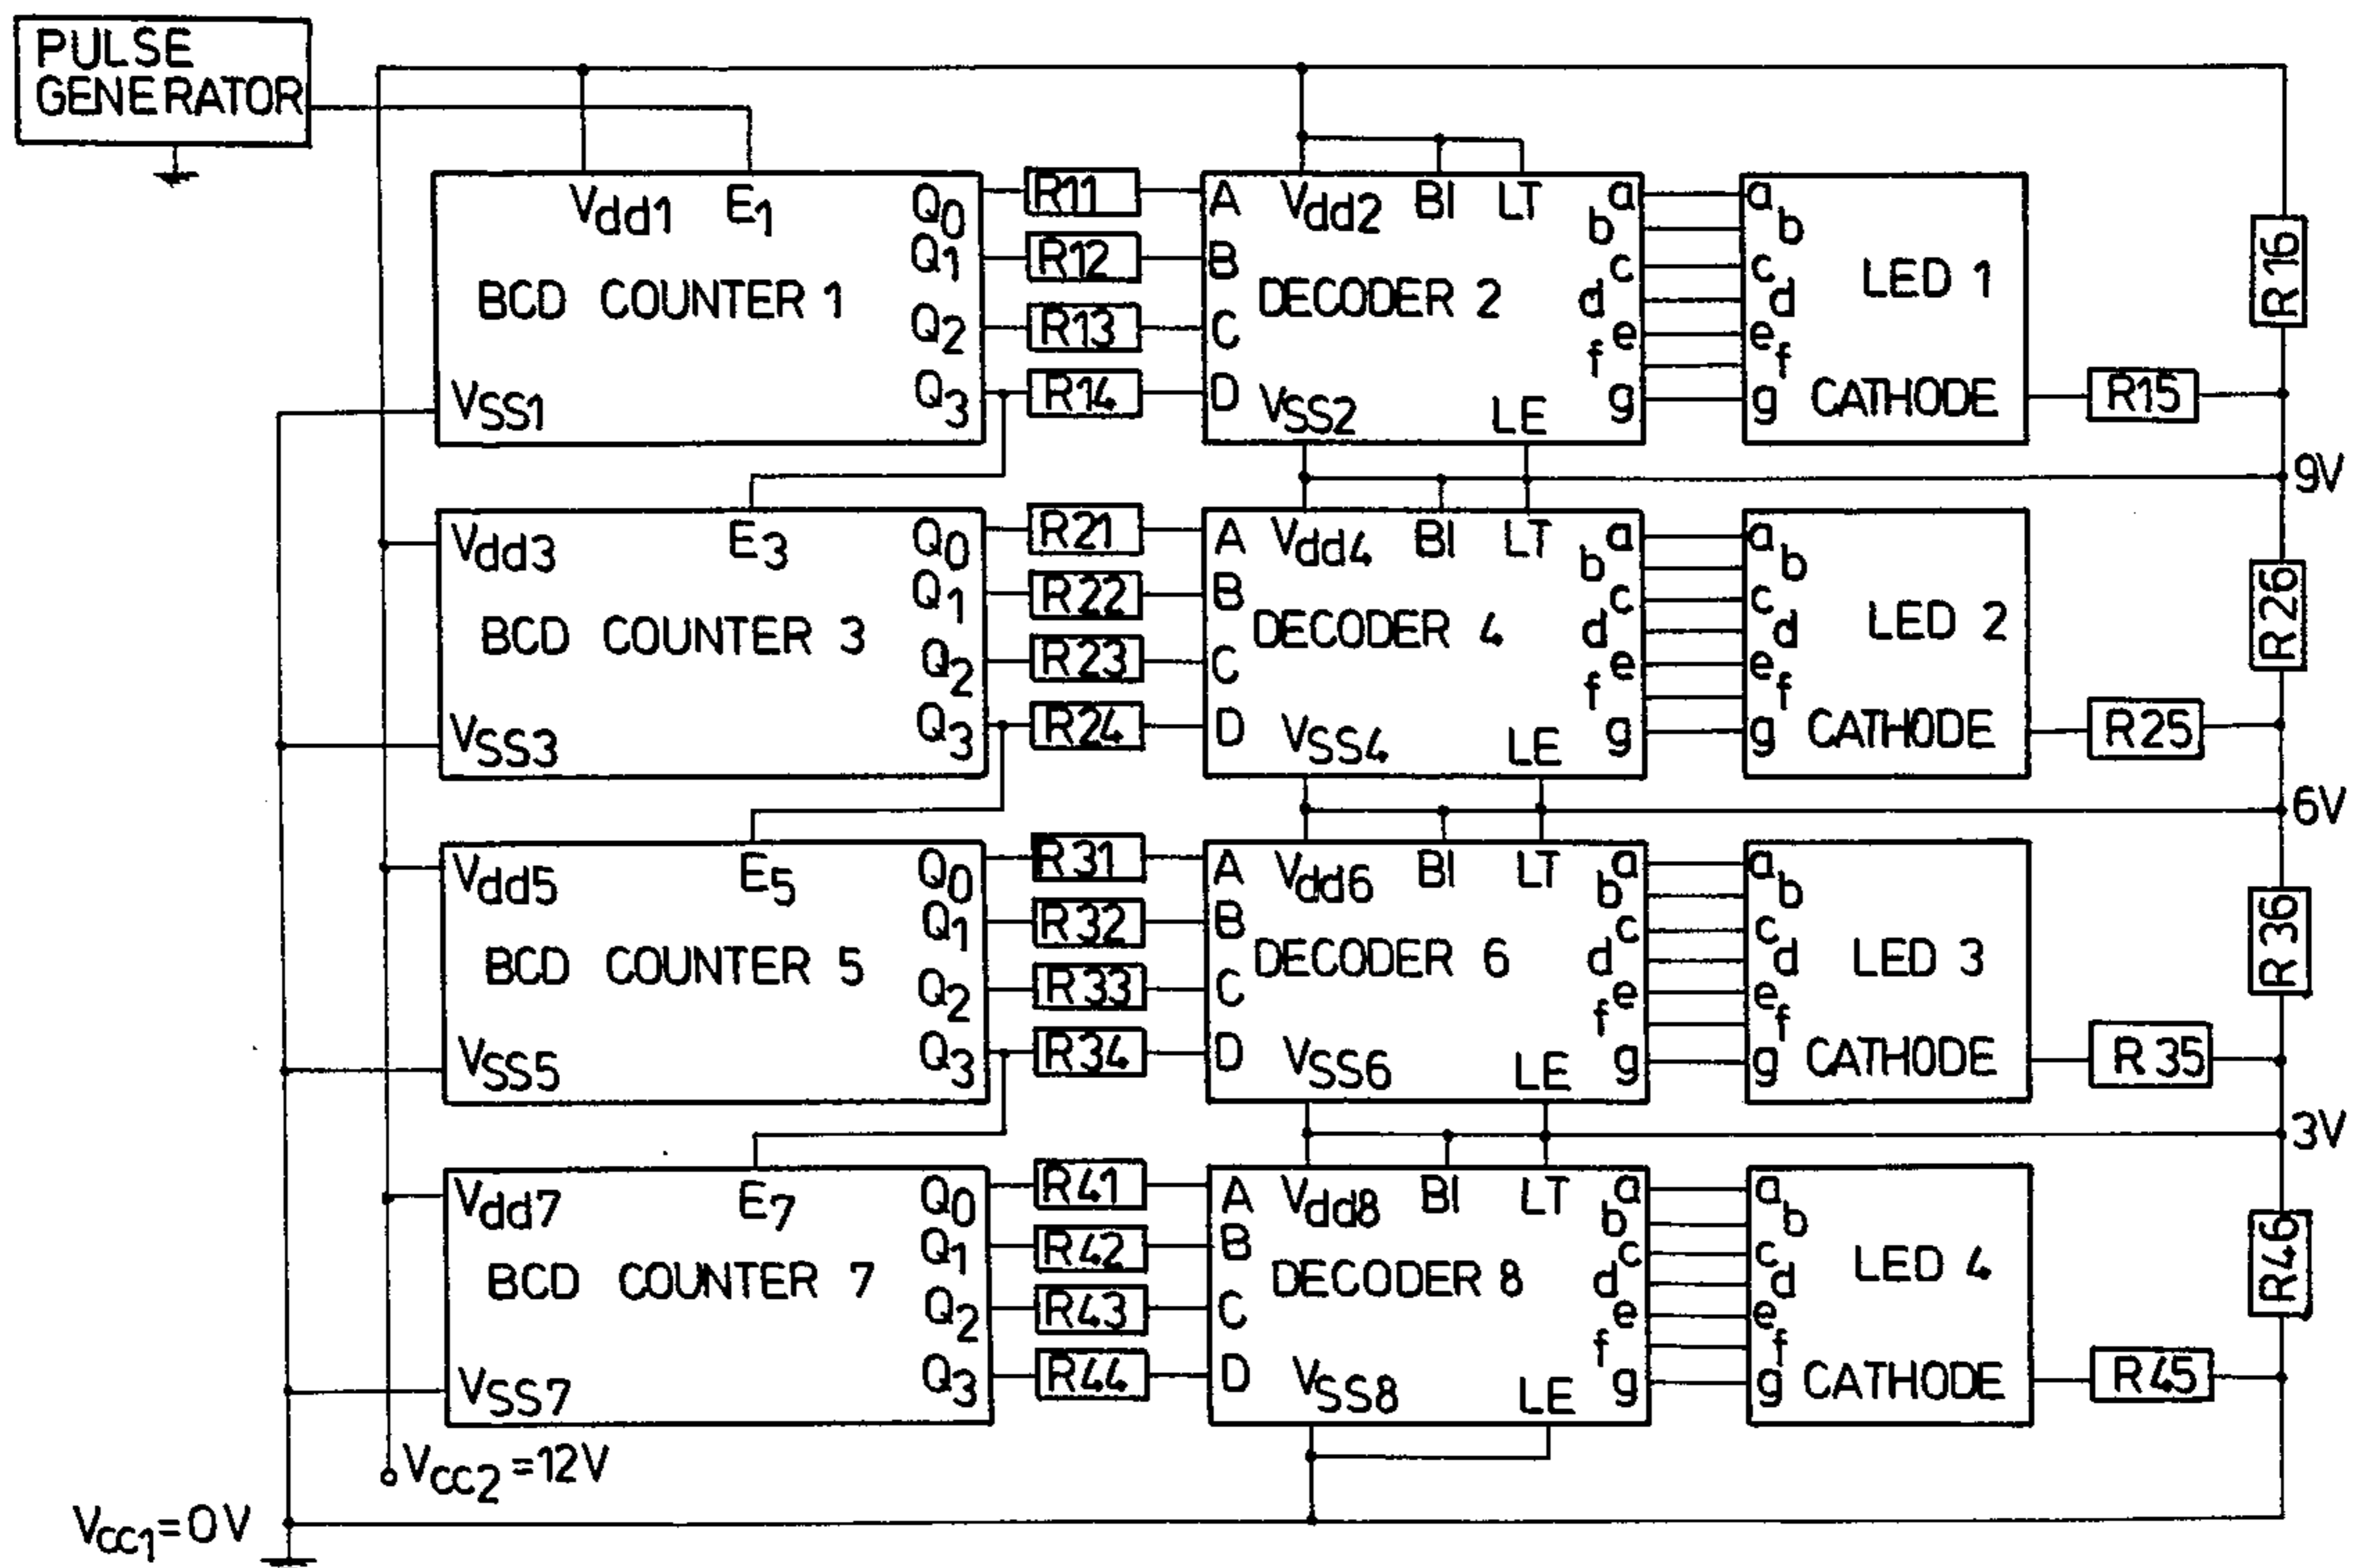 PULSE
GENERATOR
Vdd1 E1 Q0 R11 A Vdd2 BI LT a a
b b
Q1 R12 B c c
BCD COUNTER 1 DECODER 2 d d LED 1 R16
Q2 R13 C e e
f f
VSS1 Q3 R14 D VSS2 LE g g CATHODE R15
9V
Vdd3 E3 Q0 R21 A Vdd4 BI LT a a
b b
Q1 R22 B c c
BCD COUNTER 3 DECODER 4 d d LED 2 R26
Q2 R23 C e e
f f
VSS3 Q3 R24 D VSS4 LE g g CATHODE R25
6V
Vdd5 E5 Q0 R31 A Vdd6 BI LT a a
b b
Q1 R32 B c c
BCD COUNTER 5 DECODER 6 d d LED 3 R36
Q2 R33 C e e
f f
VSS5 Q3 R34 D VSS6 LE g g CATHODE R35
3V
Vdd7 E7 Q0 R41 A Vdd8 BI LT a a
b b
Q1 R42 B c c
BCD COUNTER 7 DECODER 8 d d LED 4 R46
Q2 R43 C e e
f f
VSS7 Q3 R44 D VSS8 LE g g CATHODE R45
VCC2=12V
VCC1=0V